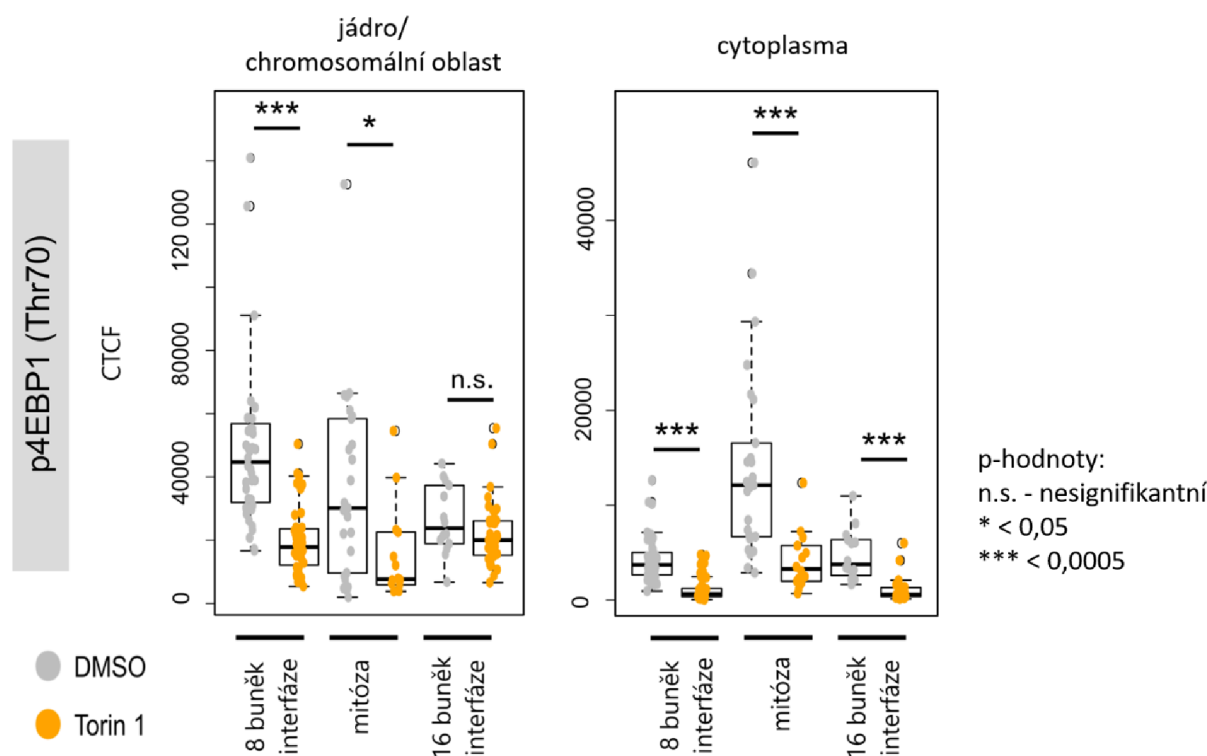 jádro/
chromosomální oblast
cytoplasma
p4EBP1 (Thr70)
CTCF
120 000
80000
40000
0
***
*
n.s.
40000
20000
0
***
***
***
8 buněk
interfáze
mitóza
16 buněk
interfáze
8 buněk
interfáze
mitóza
16 buněk
interfáze
p-hodnoty:
n.s. - nesignifikantní
* < 0,05
*** < 0,0005
DMSO
Torin 1